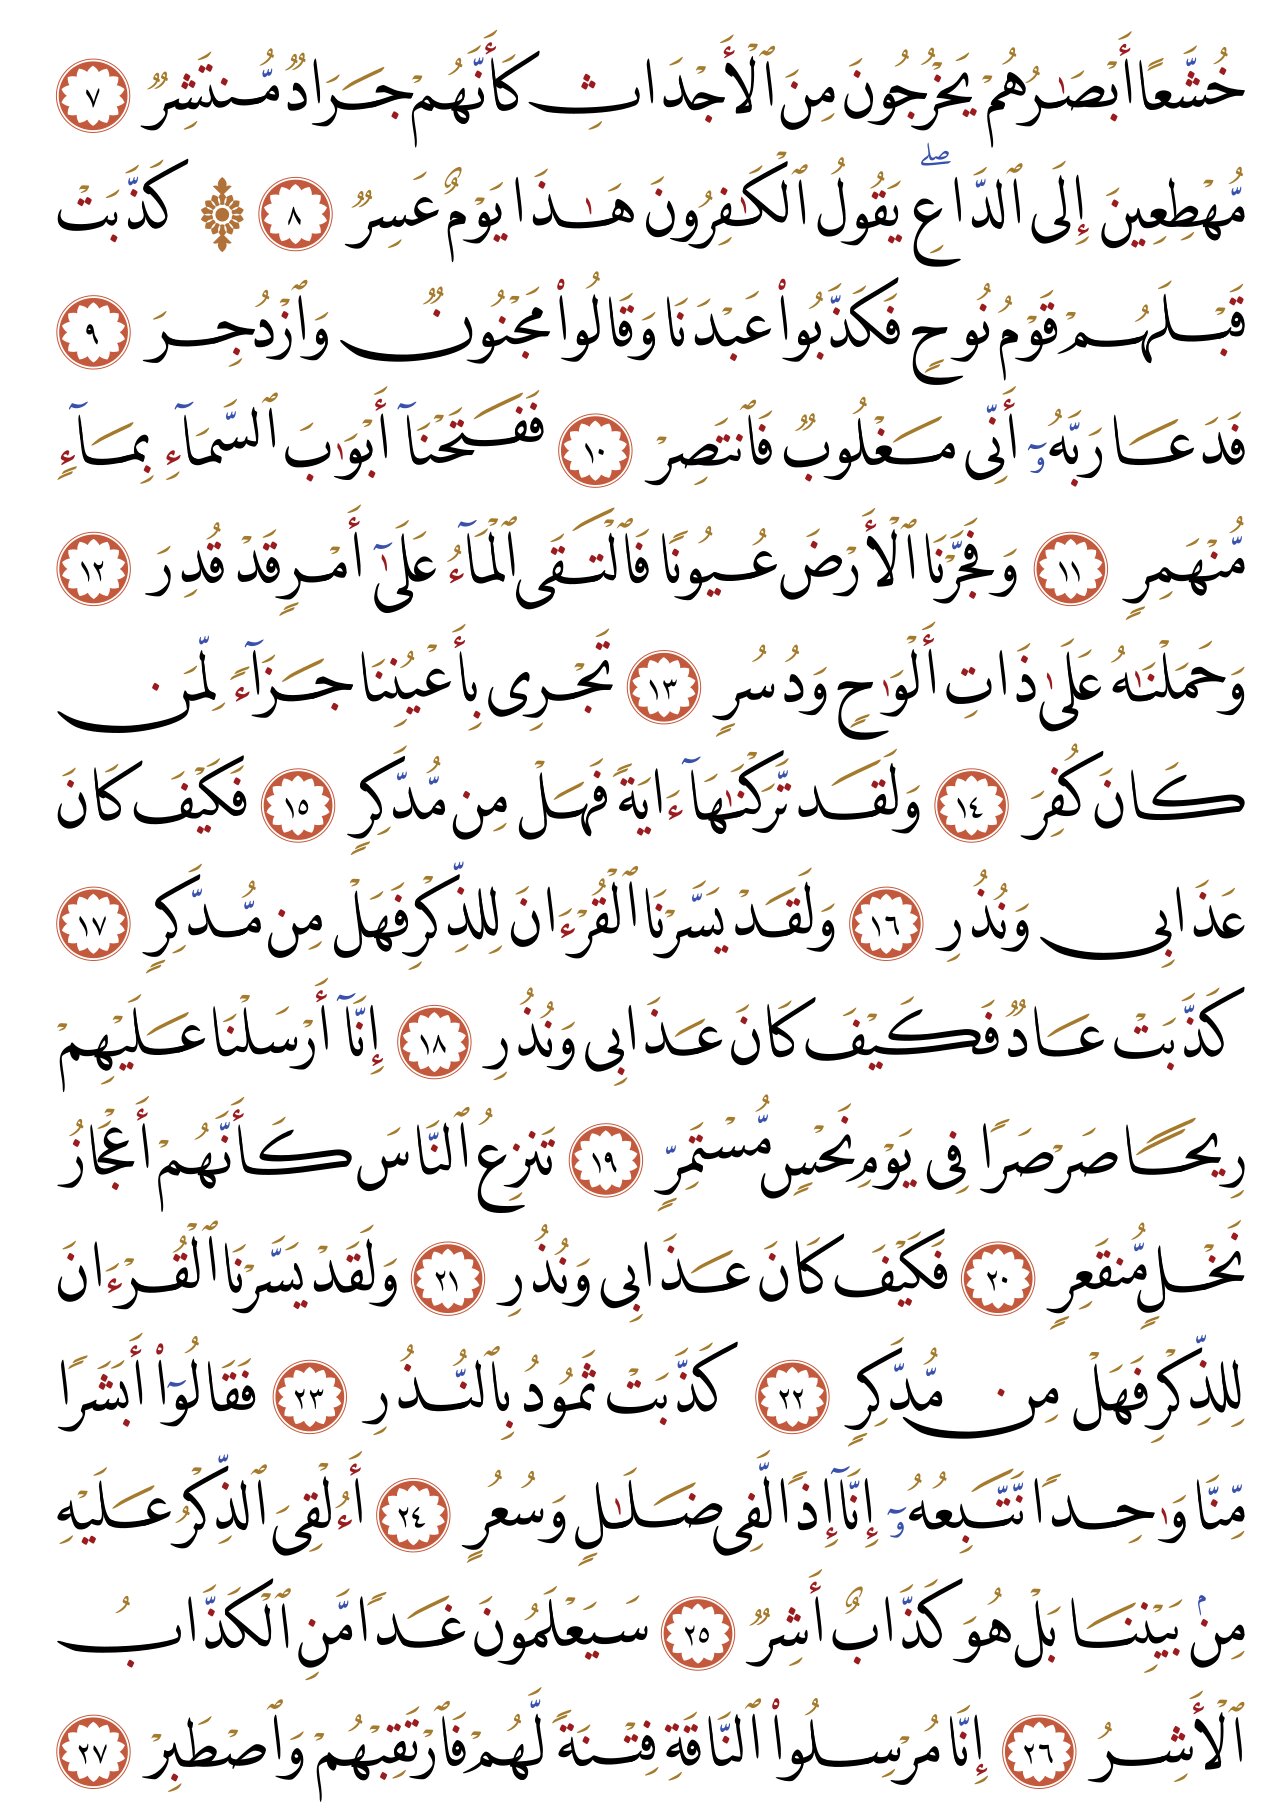 خُشَّعًا أَبْصَٰرُهُمْ يَخْرُجُونَ مِنَ ٱلْأَجْدَاثِ كَأَنَّهُمْ جَرَادٌ مُّنتَشِرٌ ٧
مُّهْطِعِينَ إِلَى ٱلدَّاعِ ۖ يَقُولُ ٱلْكَٰفِرُونَ هَٰذَا يَوْمٌ عَسِرٌ ٨ ۞ كَذَّبَتْ
قَبْلَهُمْ قَوْمُ نُوحٍ فَكَذَّبُوا۟ عَبْدَنَا وَقَالُوا۟ مَجْنُونٌ وَٱزْدُجِرَ ٩
فَدَعَا رَبَّهُۥٓ أَنِّى مَغْلُوبٌ فَٱنتَصِرْ ١٠ فَفَتَحْنَآ أَبْوَٰبَ ٱلسَّمَآءِ بِمَآءٍ
مُّنْهَمِرٍ ١١ وَفَجَّرْنَا ٱلْأَرْضَ عُيُونًا فَٱلْتَقَى ٱلْمَآءُ عَلَىٰٓ أَمْرٍ قَدْ قُدِرَ ١٢
وَحَمَلْنَٰهُ عَلَىٰ ذَاتِ أَلْوَٰحٍ وَدُسُرٍ ١٣ تَجْرِى بِأَعْيُنِنَا جَزَآءً لِّمَن
كَانَ كُفِرَ ١٤ وَلَقَد تَّرَكْنَٰهَآ ءَايَةً فَهَلْ مِن مُّدَّكِرٍ ١٥ فَكَيْفَ كَانَ
عَذَابِى وَنُذُرِ ١٦ وَلَقَدْ يَسَّرْنَا ٱلْقُرْءَانَ لِلذِّكْرِ فَهَلْ مِن مُّدَّكِرٍ ١٧
كَذَّبَتْ عَادٌ فَكَيْفَ كَانَ عَذَابِى وَنُذُرِ ١٨ إِنَّآ أَرْسَلْنَا عَلَيْهِمْ
رِيحًا صَرْصَرًا فِى يَوْمِ نَحْسٍ مُّسْتَمِرٍّ ١٩ تَنزِعُ ٱلنَّاسَ كَأَنَّهُمْ أَعْجَازُ
نَخْلٍ مُّنقَعِرٍ ٢٠ فَكَيْفَ كَانَ عَذَابِى وَنُذُرِ ٢١ وَلَقَدْ يَسَّرْنَا ٱلْقُرْءَانَ
لِلذِّكْرِ فَهَلْ مِن مُّدَّكِرٍ ٢٢ كَذَّبَتْ ثَمُودُ بِٱلنُّذُرِ ٢٣ فَقَالُوٓا۟ أَبَشَرًا
مِّنَّا وَٰحِدًا نَّتَّبِعُهُۥٓ إِنَّآ إِذًا لَّفِى ضَلَٰلٍ وَسُعُرٍ ٢٤ أَءُلْقِىَ ٱلذِّكْرُ عَلَيْهِ
مِنۢ بَيْنِنَا بَلْ هُوَ كَذَّابٌ أَشِرٌ ٢٥ سَيَعْلَمُونَ غَدًا مَّنِ ٱلْكَذَّابُ
ٱلْأَشِرُ ٢٦ إِنَّا مُرْسِلُوا۟ ٱلنَّاقَةِ فِتْنَةً لَّهُمْ فَٱرْتَقِبْهُمْ وَٱصْطَبِرْ ٢٧